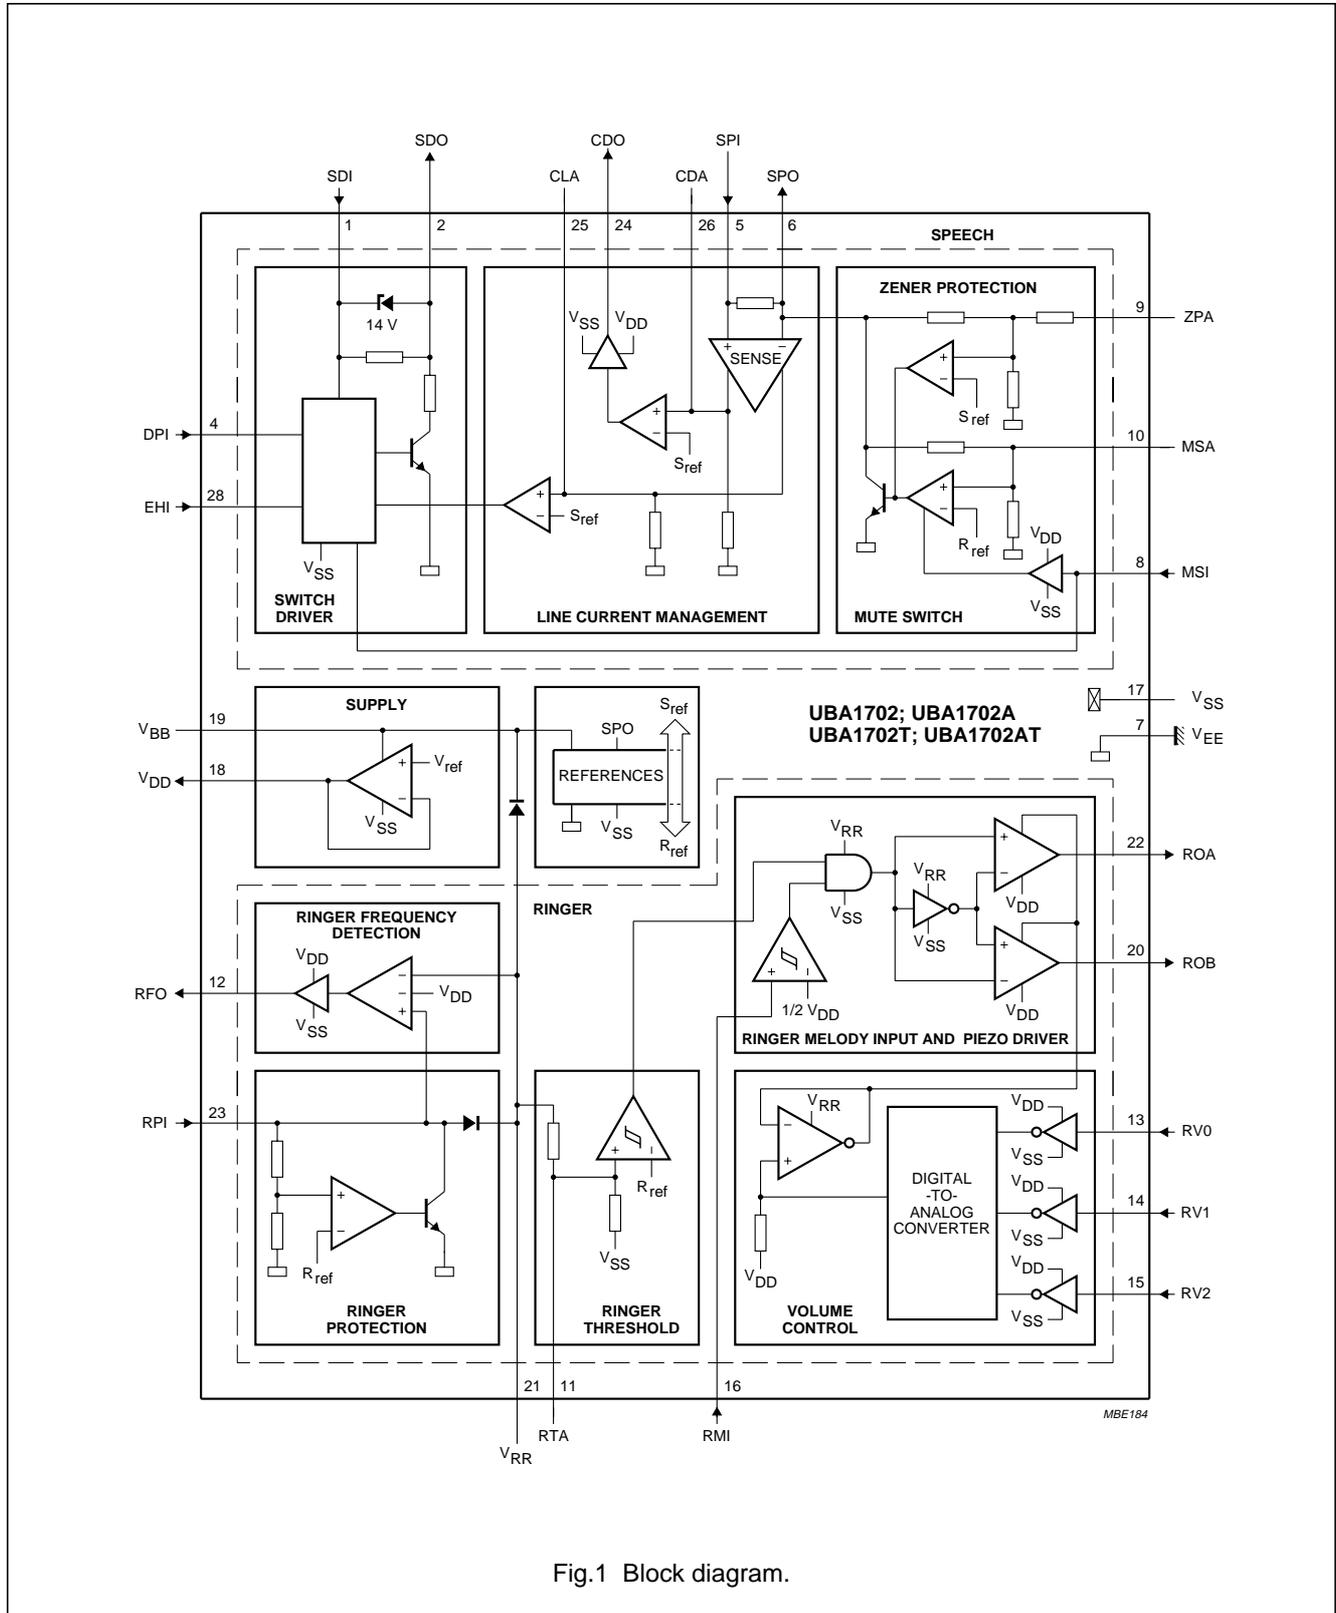 SDO CDO SPI
SDI CLA CDA SPO
1 2 25 24 26 5 6
SPEECH
ZENER PROTECTION
14 V
VSS VDD
+ −
SENSE
9 ZPA
+
−
Sref
4 DPI
+
−
Sref
10 MSA
28 EHI
+
− Sref
+
−
Rref
VDD
8 MSI
VSS
VSS
SWITCH
DRIVER
LINE CURRENT MANAGEMENT
MUTE SWITCH
SUPPLY
17 VSS
Sref
UBA1702; UBA1702A
UBA1702T; UBA1702AT
7 VEE
VBB 19
SPO
+ Vref
−
VSS
VDD 18
REFERENCES
VSS
Rref
RINGER
VRR
VSS
+
−
VRR
VSS
VDD
22 ROA
+
−
VDD
20 ROB
+ −
1/2 VDD
RINGER MELODY INPUT AND PIEZO DRIVER
RINGER FREQUENCY
DETECTION
VDD
−
− VDD
+
VSS
RFO 12
RPI 23
+
−
Rref
RINGER
PROTECTION
+ −
Rref
VSS
RINGER
THRESHOLD
VRR
−
+
VDD
DIGITAL
-TO-
ANALOG
CONVERTER
VDD
VSS
13 RV0
VDD
VSS
14 RV1
VDD
VSS
15 RV2
VOLUME
CONTROL
21 11 16
VRR RTA RMI
MBE184
Fig.1 Block diagram.